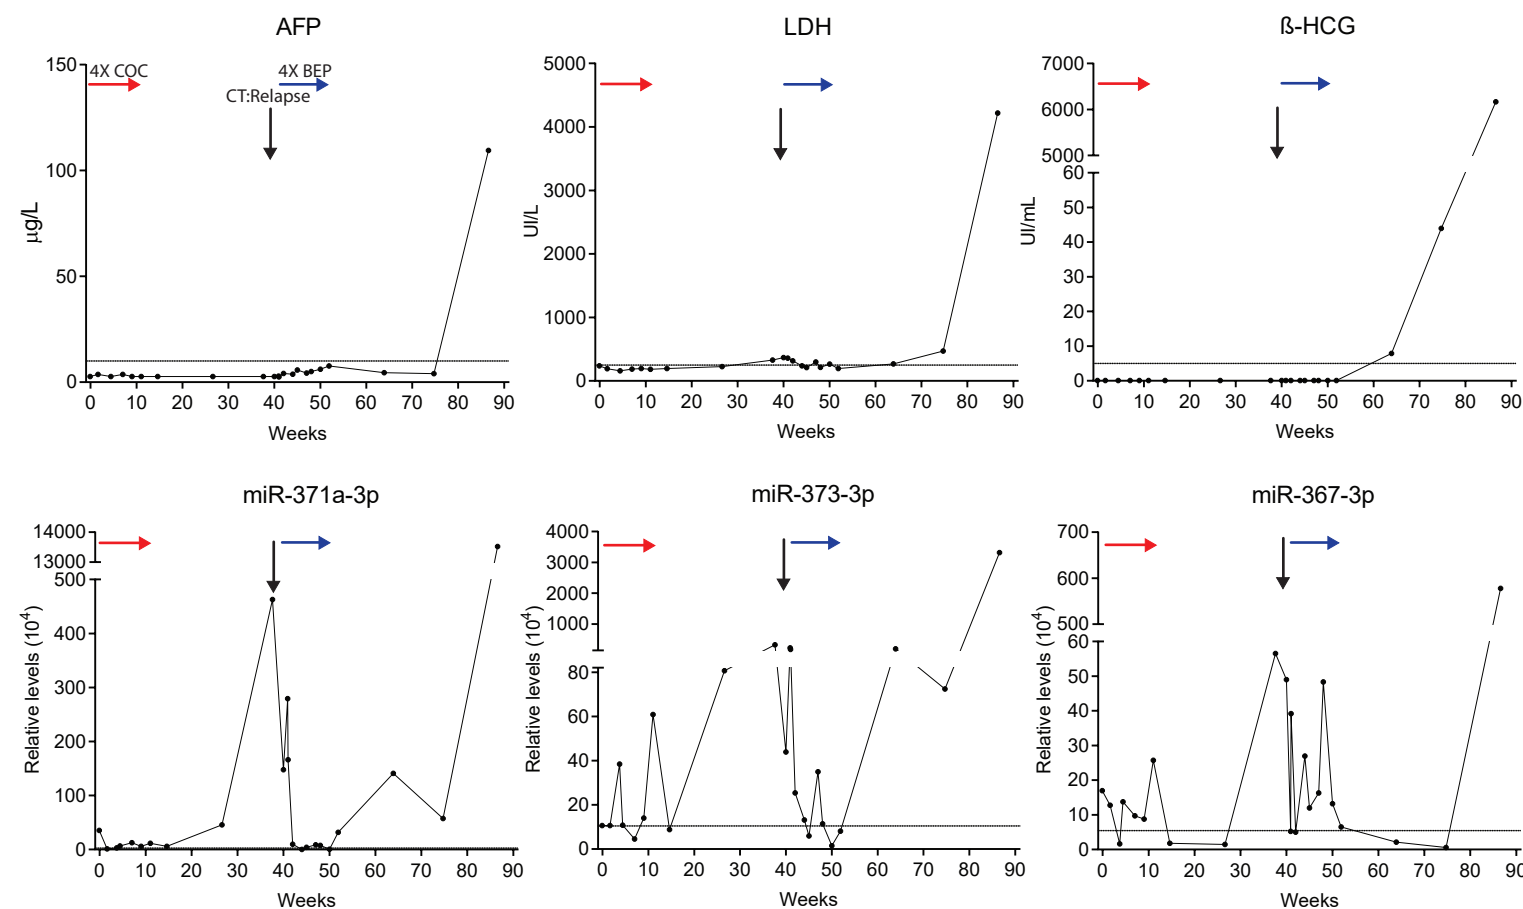 AFP
LDH
ß-HCG
150
100
50
0
µg/L
4X COC
4X BEP
CT:Relapse
0 10 20 30 40 50 60 70 80 90
Weeks
5000
4000
3000
2000
1000
0
UI/L
0 10 20 30 40 50 60 70 80 90
Weeks
7000
6000
5000
60
50
40
30
20
10
0
UI/mL
0 10 20 30 40 50 60 70 80 90
Weeks
miR-371a-3p
miR-373-3p
miR-367-3p
14000
13000
500
400
300
200
100
0
Relative levels (10⁴)
0 10 20 30 40 50 60 70 80 90
Weeks
4000
3000
2000
1000
80
60
40
20
0
Relative levels (10⁴)
0 10 20 30 40 50 60 70 80 90
Weeks
700
600
500
60
50
40
30
20
10
0
Relative levels (10⁴)
0 10 20 30 40 50 60 70 80 90
Weeks